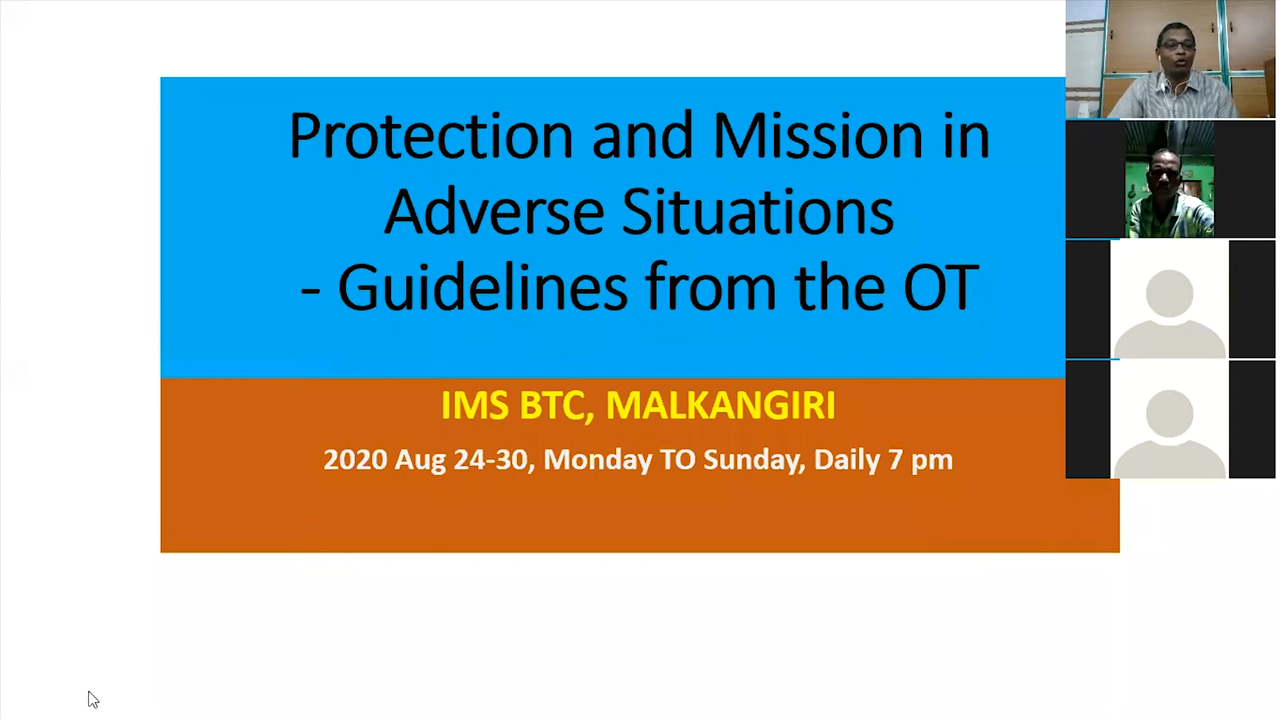 Protection and Mission in
Adverse Situations
- Guidelines from the OT
IMS BTC, MALKANGIRI
2020 Aug 24-30, Monday TO Sunday, Daily 7 pm